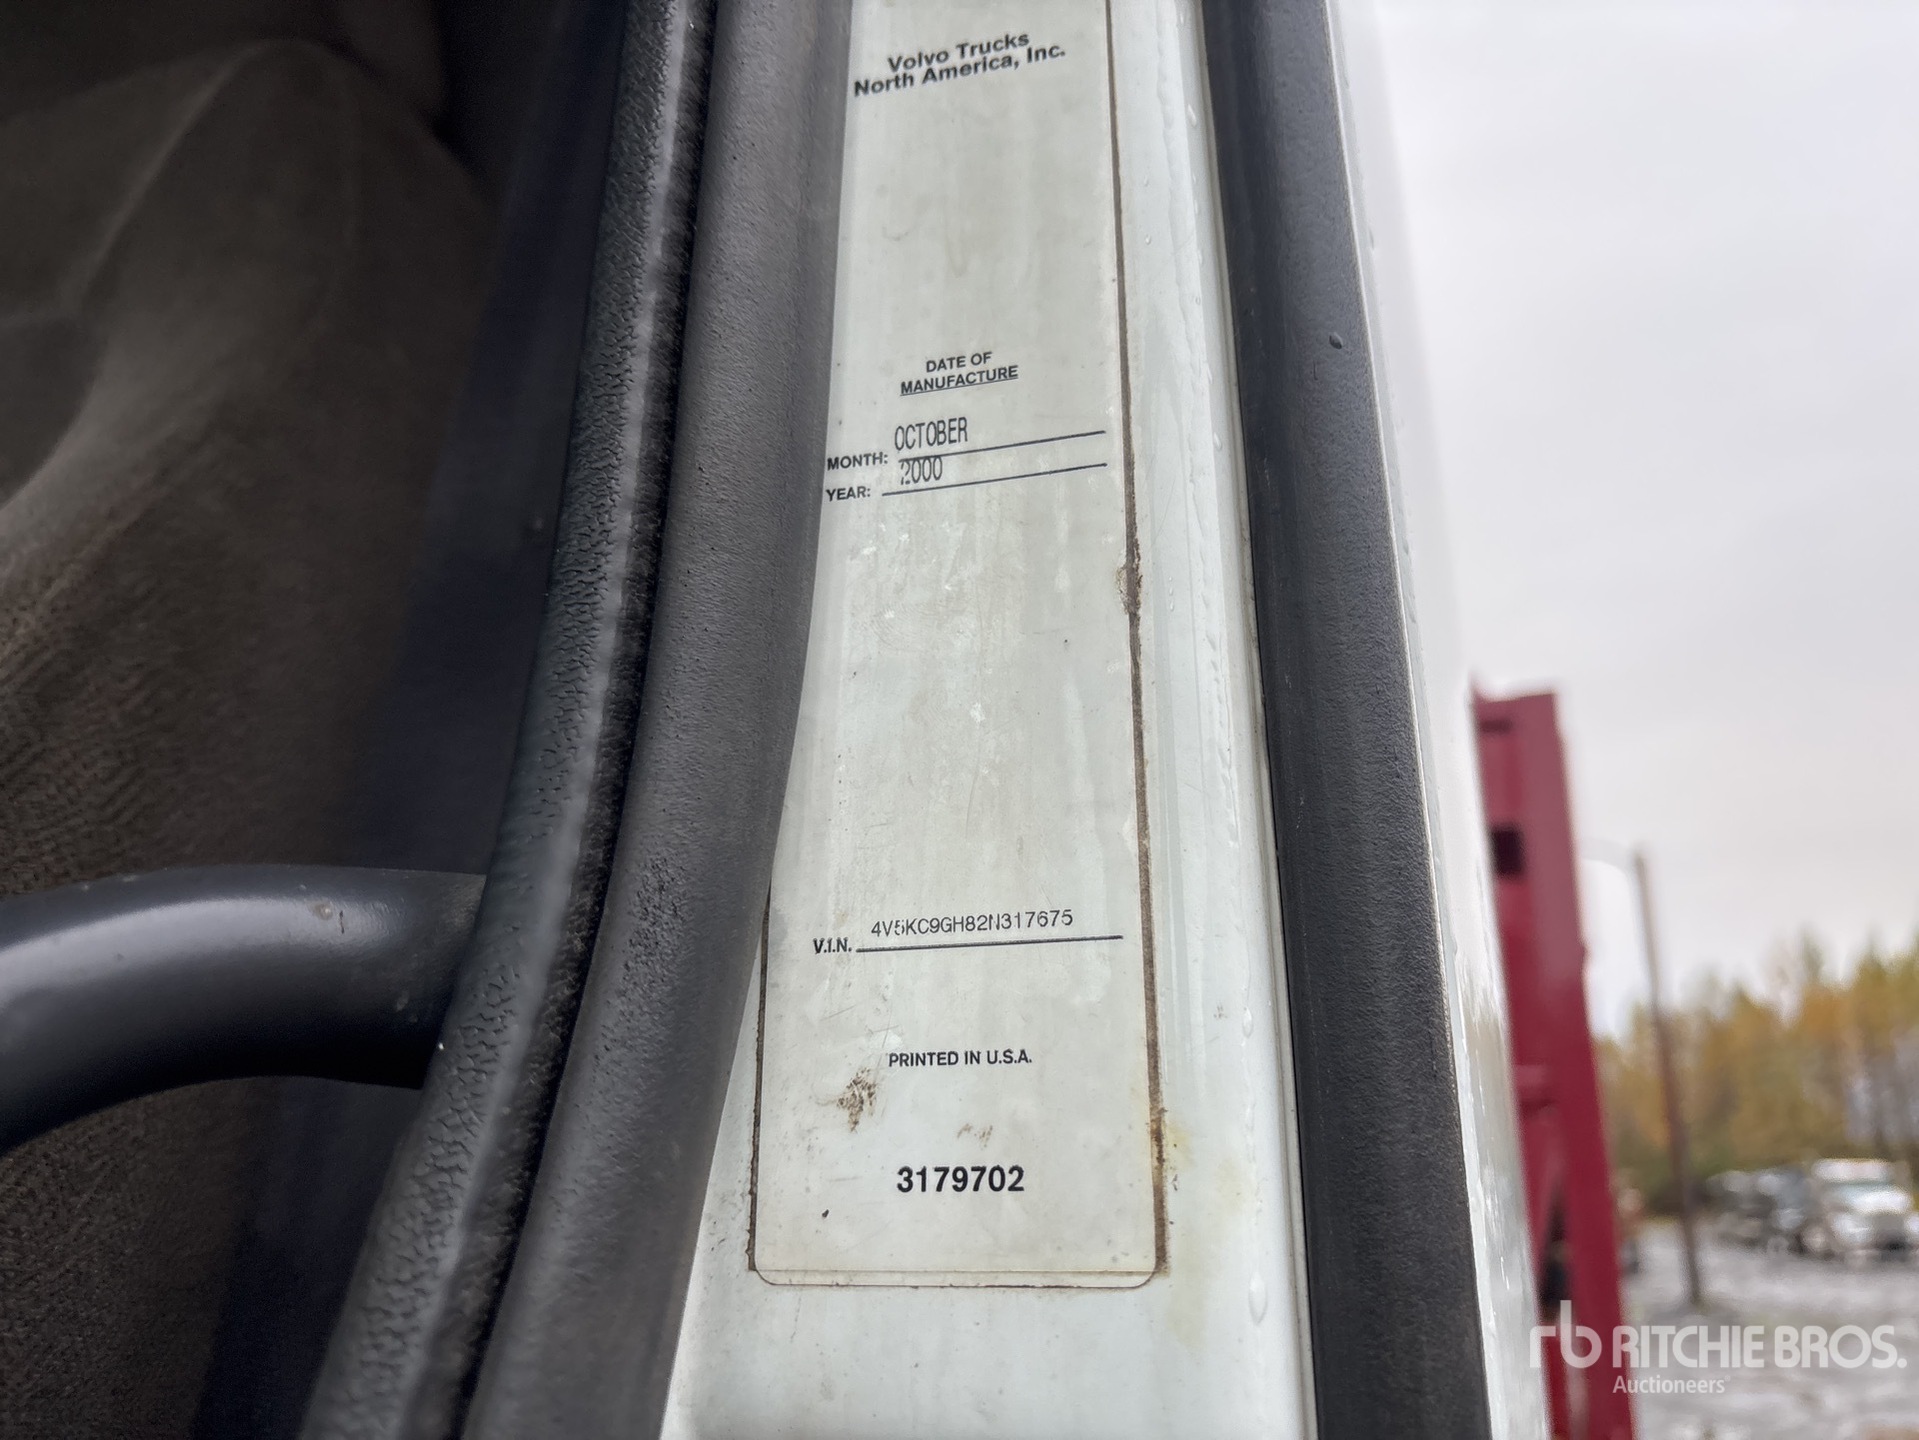 Volvo Trucks
North America, Inc.
DATE OF
MANUFACTURE
MONTH: OCTOBER
YEAR: 2000
V.I.N. 4V5KC9GH82N317675
PRINTED IN U.S.A.
3179702
rb RITCHIE BROS.
Auctioneers